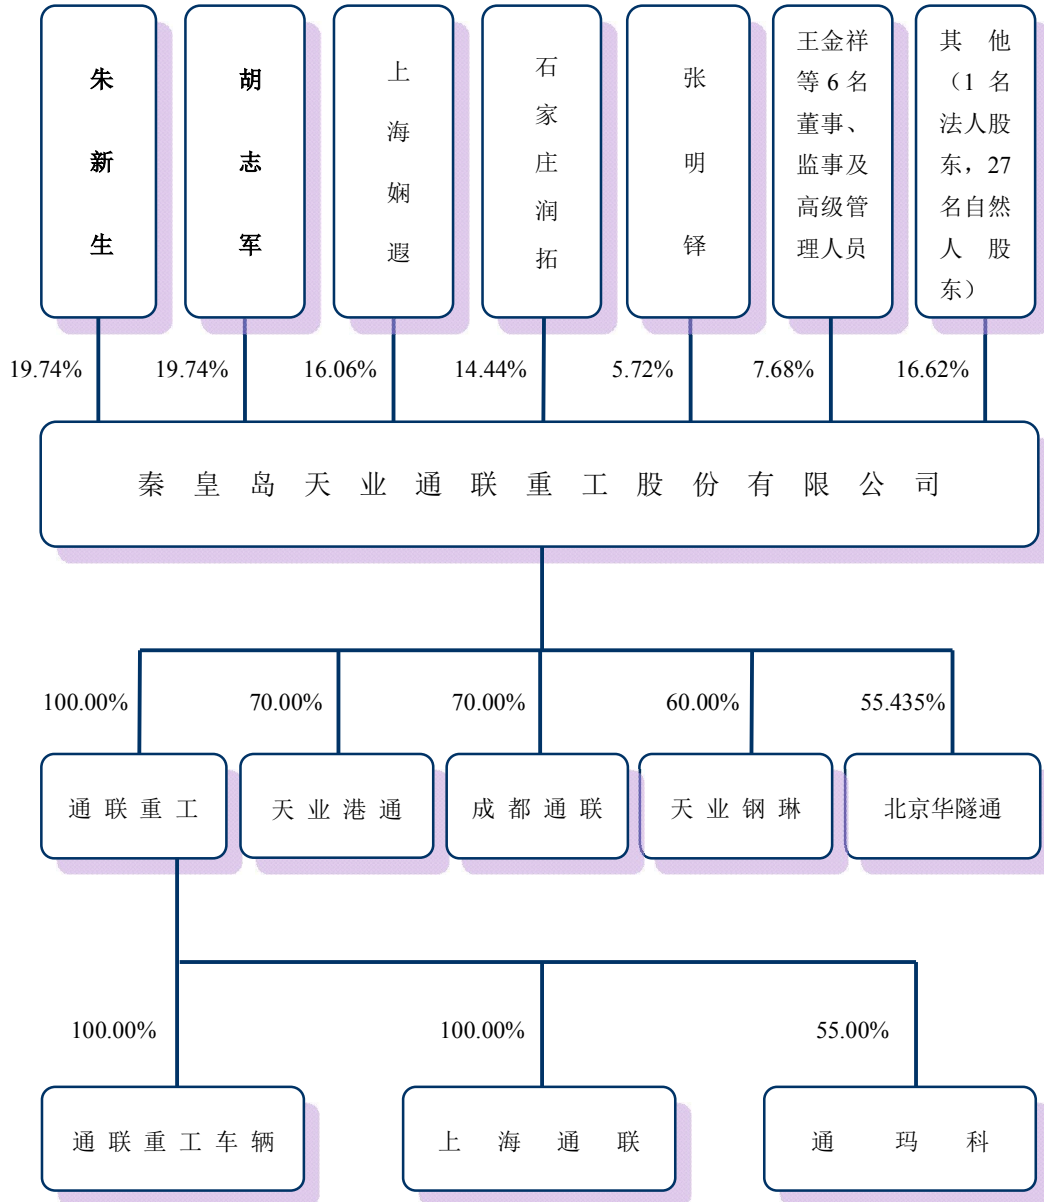 朱新生
胡志军
上海娴遐
石家庄润拓
张明铎
王金祥
等6名
董事、
监事及
高级管
理人员
其他
（1名
法人股
东，27
名自然
人股
东）
19.74%
19.74%
16.06%
14.44%
5.72%
7.68%
16.62%
秦皇岛天业通联重工股份有限公司
100.00%
70.00%
70.00%
60.00%
55.435%
通联重工
天业港通
成都通联
天业钢琳
北京华隧通
100.00%
100.00%
55.00%
通联重工车辆
上海通联
通玛科